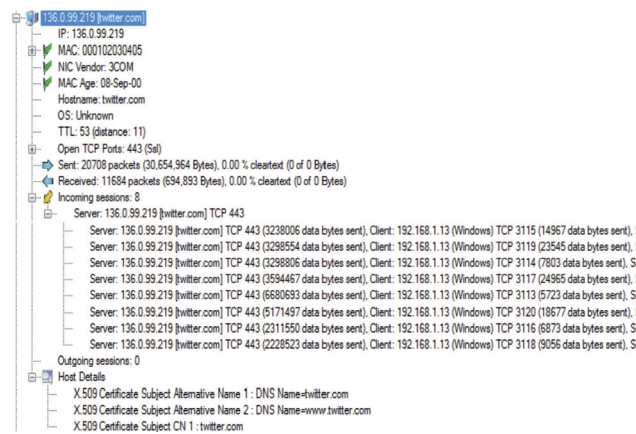 136.0.99.219 [twitter.com]
IP: 136.0.99.219
MAC: 000102030405
NIC Vendor: 3COM
MAC Age: 08-Sep-00
Hostname: twitter.com
OS: Unknown
TTL: 53 (distance: 11)
Open TCP Ports: 443 (Ssl)
Sent: 20708 packets (30,654,964 Bytes), 0.00 % cleartext (0 of 0 Bytes)
Received: 11684 packets (694,893 Bytes), 0.00 % cleartext (0 of 0 Bytes)
Incoming sessions: 8
Server: 136.0.99.219 [twitter.com] TCP 443
Server: 136.0.99.219 [twitter.com] TCP 443 (3238006 data bytes sent), Client: 192.168.1.13 (Windows) TCP 3115 (14967 data bytes sent),
Server: 136.0.99.219 [twitter.com] TCP 443 (3298554 data bytes sent), Client: 192.168.1.13 (Windows) TCP 3119 (23545 data bytes sent),
Server: 136.0.99.219 [twitter.com] TCP 443 (3298806 data bytes sent), Client: 192.168.1.13 (Windows) TCP 3114 (7803 data bytes sent), S
Server: 136.0.99.219 [twitter.com] TCP 443 (3594467 data bytes sent), Client: 192.168.1.13 (Windows) TCP 3117 (24965 data bytes sent),
Server: 136.0.99.219 [twitter.com] TCP 443 (6680693 data bytes sent), Client: 192.168.1.13 (Windows) TCP 3113 (5723 data bytes sent), S
Server: 136.0.99.219 [twitter.com] TCP 443 (5171497 data bytes sent), Client: 192.168.1.13 (Windows) TCP 3120 (18677 data bytes sent),
Server: 136.0.99.219 [twitter.com] TCP 443 (2311550 data bytes sent), Client: 192.168.1.13 (Windows) TCP 3116 (6873 data bytes sent), S
Server: 136.0.99.219 [twitter.com] TCP 443 (2228523 data bytes sent), Client: 192.168.1.13 (Windows) TCP 3118 (9056 data bytes sent), S
Outgoing sessions: 0
Host Details
X.509 Certificate Subject Alternative Name 1 : DNS Name=twitter.com
X.509 Certificate Subject Alternative Name 2 : DNS Name=www.twitter.com
X.509 Certificate Subject CN 1 : twitter.com